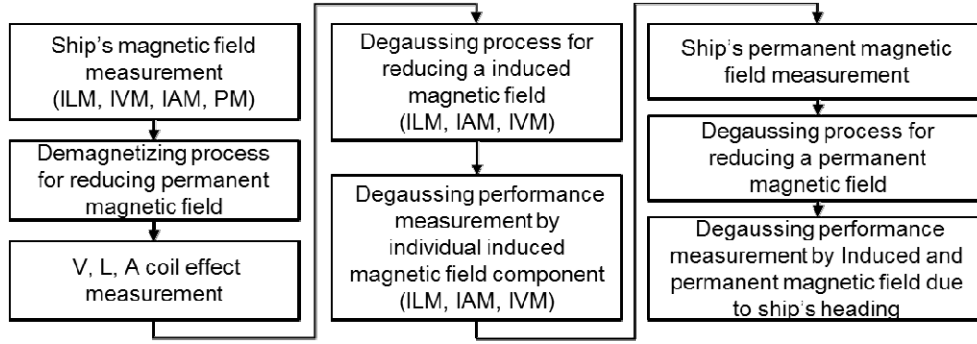 Ship's magnetic field
measurement
(ILM, IVM, IAM, PM)
Demagnetizing process
for reducing permanent
magnetic field
V, L, A coil effect
measurement
Degaussing process for
reducing a induced
magnetic field
(ILM, IAM, IVM)
Degaussing performance
measurement by
individual induced
magnetic field component
(ILM, IAM, IVM)
Ship's permanent magnetic
field measurement
Degaussing process for
reducing a permanent
magnetic field
Degaussing performance
measurement by Induced and
permanent magnetic field due
to ship's heading